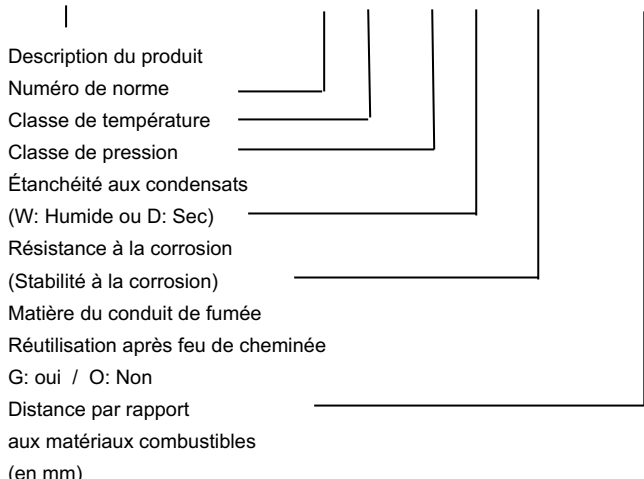 Description du produit
Numéro de norme
Classe de température
Classe de pression
Étanchéité aux condensats
(W: Humide ou D: Sec)
Résistance à la corrosion
(Stabilité à la corrosion)
Matière du conduit de fumée
Réutilisation après feu de cheminée
G: oui / O: Non
Distance par rapport
aux matériaux combustibles
(en mm)